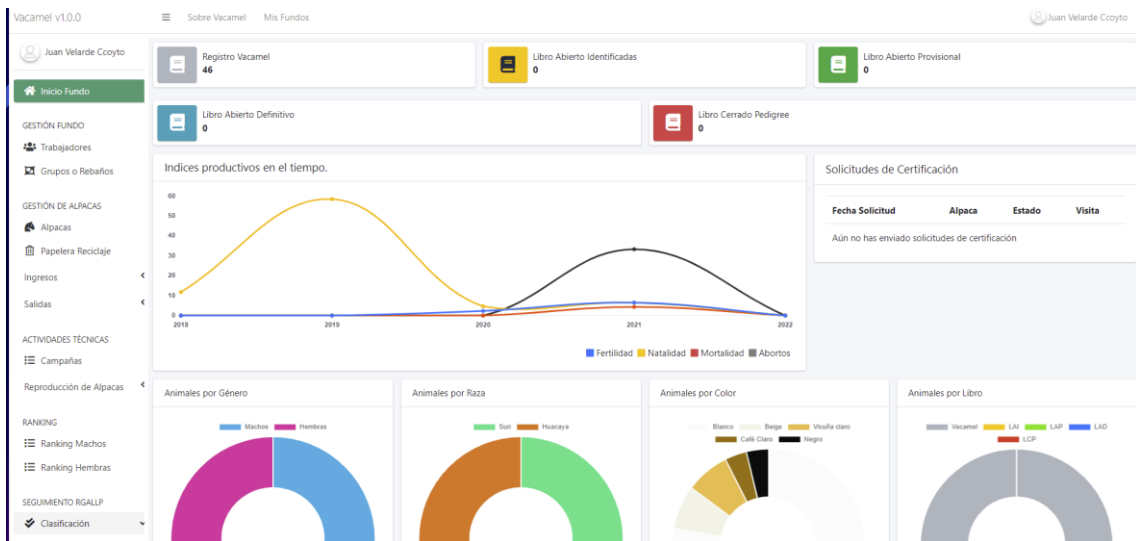 Vacamel v1.0.0
Sobre Vacamel Mis Fundos
Juan Velarde Ccoyto
Juan Velarde Ccoyto
Inicio Fundo
GESTIÓN FUNDO
Trabajadores
Grupos o Rebaños
GESTIÓN DE ALPACAS
Alpacas
Papelera Reciclaje
Ingresos
Salidas
ACTIVIDADES TÉCNICAS
Campañas
Reproducción de Alpacas
RANKING
Ranking Machos
Ranking Hembras
SEGUIMIENTO RGALLP
Clasificación
Registro Vacamel
46
Libro Abierto Identificadas
0
Libro Abierto Provisional
0
Libro Abierto Definitivo
0
Libro Cerrado Pedigree
0
Indices productivos en el tiempo.
60
50
40
30
20
10
0
2018 2019 2020 2021 2022
Fertilidad Natalidad Mortalidad Abortos
Solicitudes de Certificación
Fecha Solicitud Alpaca Estado Visita
Aún no has enviado solicitudes de certificación
Animales por Género
Machos Hembras
Animales por Raza
Suri Huacaya
Animales por Color
Blanco Beige Vicuña claro
Café Claro Negro
Animales por Libro
Vacamel LAI LAP LAD
LCP